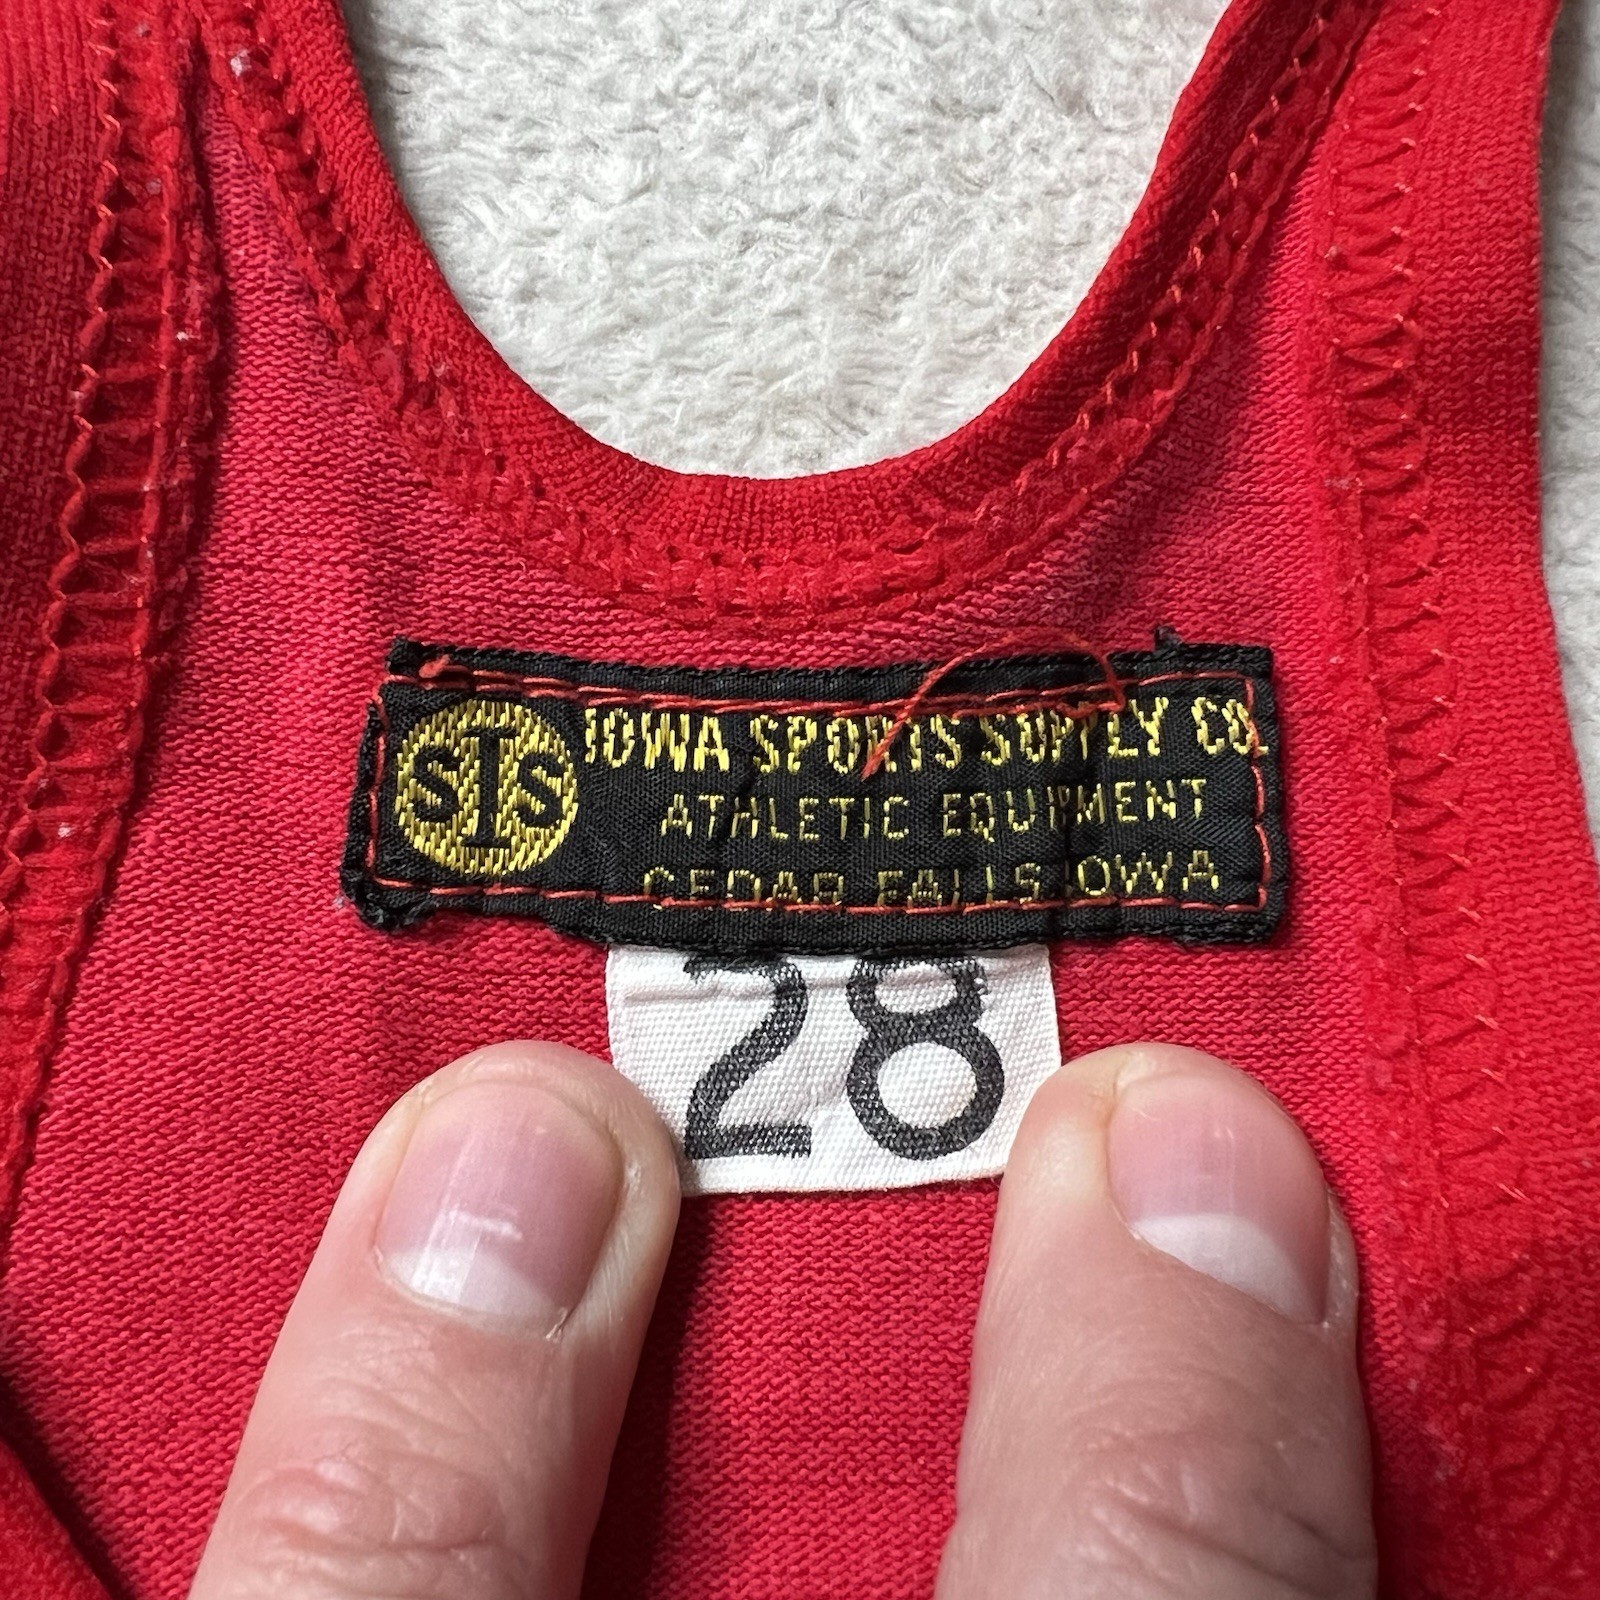 SIS
IOWA SPORTS SUPPLY CO.
ATHLETIC EQUIPMENT
CEDAR FALLS IOWA
28